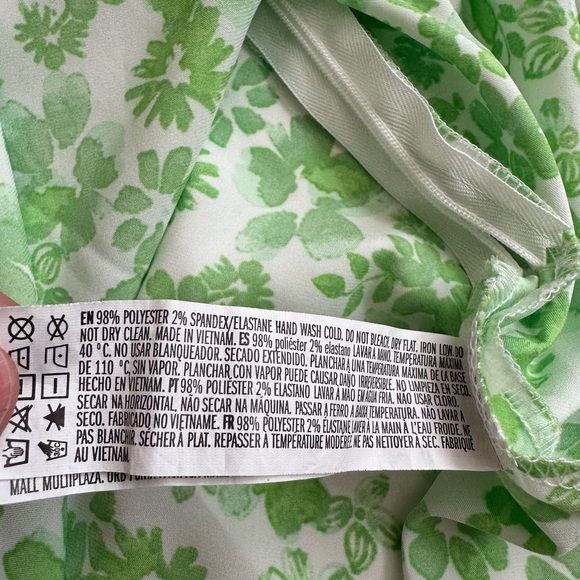 EN 98% POLYESTER 2% SPANDEX/ELASTANE HAND WASH COLD. DO NOT BLEACH. DRY FLAT. IRON LOW. DO
NOT DRY CLEAN. MADE IN VIETNAM. ES 98% poliéster 2% elastano LAVAR A MANO. TEMPERATURA MÁXIMA
40 °C. NO USAR BLANQUEADOR. SECADO EXTENDIDO. PLANCHAR A UNA TEMPERATURA MÁXIMA DE LA BASE
DE 110 °C, SIN VAPOR. PLANCHAR CON VAPOR PUEDE CAUSAR DAÑO IRREVERSIBLE. NO LIMPIEZA EN SECO.
HECHO EN VIETNAM. PT 98% POLIÉSTER 2% ELASTANO LAVAR À MÃO EM ÁGUA FRIA. NÃO USAR CLORO.
SECAR NA HORIZONTAL, NÃO SECAR NA MÁQUINA. PASSAR A FERRO A BAIXA TEMPERATURA. NÃO LAVAR A
SECO. FABRICADO NO VIETNAME. FR 98% POLYESTER 2% ÉLASTHANNE LAVER À LA MAIN À L'EAU FROIDE. NE
PAS BLANCHIR. SÉCHER À PLAT. REPASSER À TEMPÉRATURE MODÉRÉE. NE PAS NETTOYER À SEC. FABRIQUÉ
AU VIETNAM.
MALL MULTIPLAZA. URB